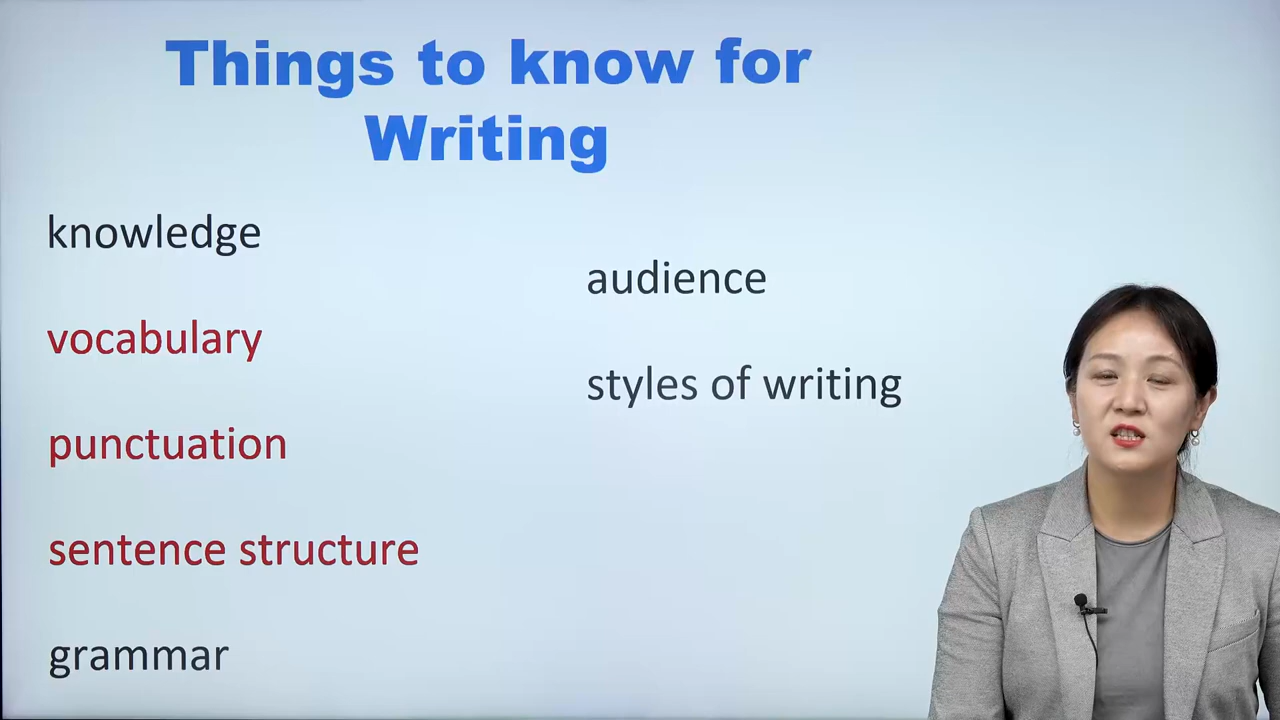 Things to know for
Writing
knowledge
vocabulary
punctuation
sentence structure
grammar
audience
styles of writing